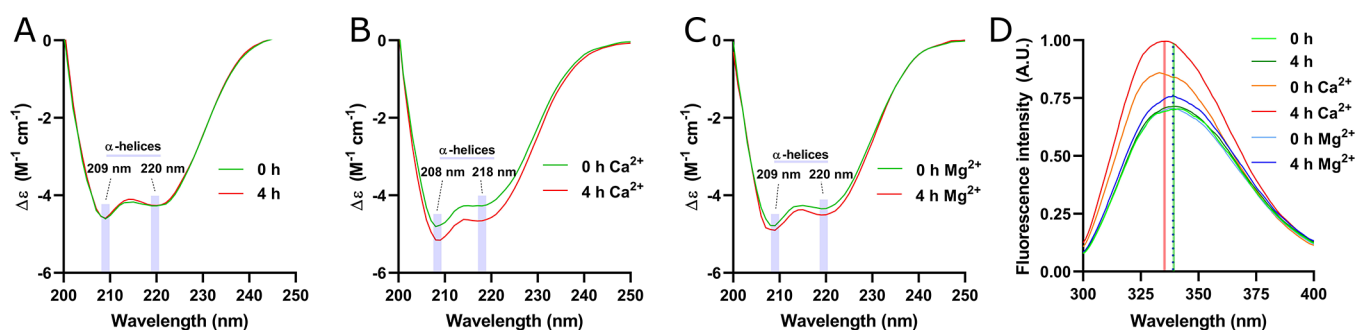 A
Δε (M⁻¹ cm⁻¹)
0
-2
-4
-6
α-helices
209 nm 220 nm
0 h
4 h
200 210 220 230 240 250
Wavelength (nm)
B
Δε (M⁻¹ cm⁻¹)
0
-2
-4
-6
α-helices
208 nm 218 nm
0 h Ca²⁺
4 h Ca²⁺
200 210 220 230 240 250
Wavelength (nm)
C
Δε (M⁻¹ cm⁻¹)
0
-2
-4
-6
α-helices
209 nm 220 nm
0 h Mg²⁺
4 h Mg²⁺
200 210 220 230 240 250
Wavelength (nm)
D
Fluorescence intensity (A.U.)
1.00
0.75
0.50
0.25
0.00
0 h
4 h
0 h Ca²⁺
4 h Ca²⁺
0 h Mg²⁺
4 h Mg²⁺
300 325 350 375 400
Wavelength (nm)